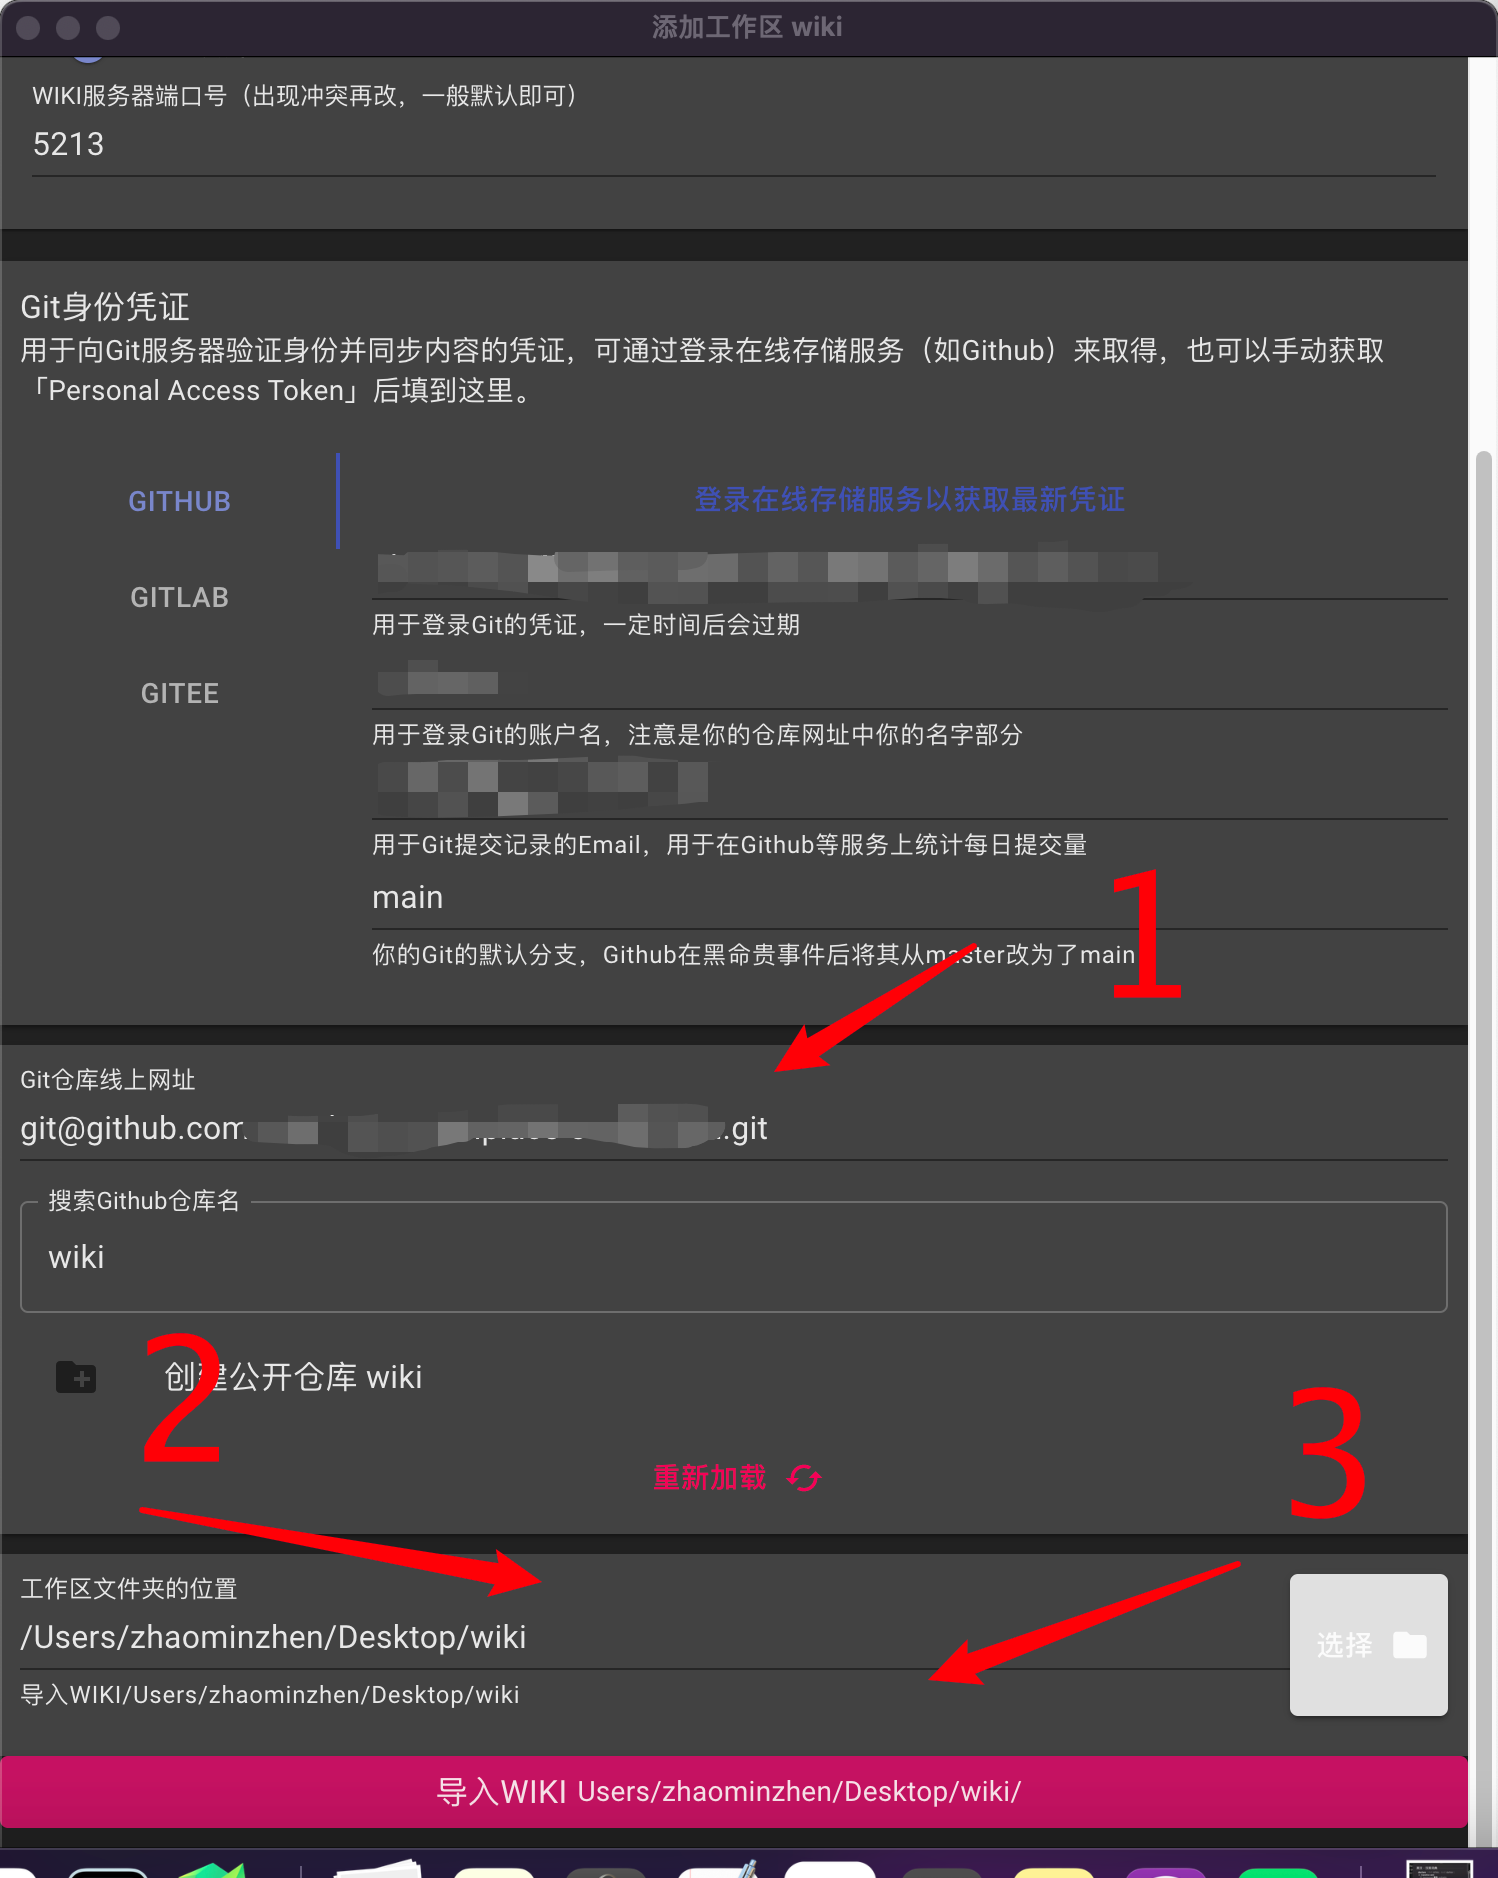 添加工作区 wiki
WIKI服务器端口号（出现冲突再改，一般默认即可）
5213
Git身份凭证
用于向Git服务器验证身份并同步内容的凭证，可通过登录在线存储服务（如Github）来取得，也可以手动获取
「Personal Access Token」后填到这里。
GITHUB
登录在线存储服务以获取最新凭证
GITLAB
用于登录Git的凭证，一定时间后会过期
GITEE
用于登录Git的账户名，注意是你的仓库网址中你的名字部分
用于Git提交记录的Email，用于在Github等服务上统计每日提交量
main
你的Git的默认分支，Github在黑命贵事件后将其从master改为了main
1
Git仓库线上网址
git@github.com .git
搜索Github仓库名
wiki
2
创建公开仓库 wiki
3
重新加载
工作区文件夹的位置
/Users/zhaominzhen/Desktop/wiki
选择
导入WIKI/Users/zhaominzhen/Desktop/wiki
导入WIKI Users/zhaominzhen/Desktop/wiki/